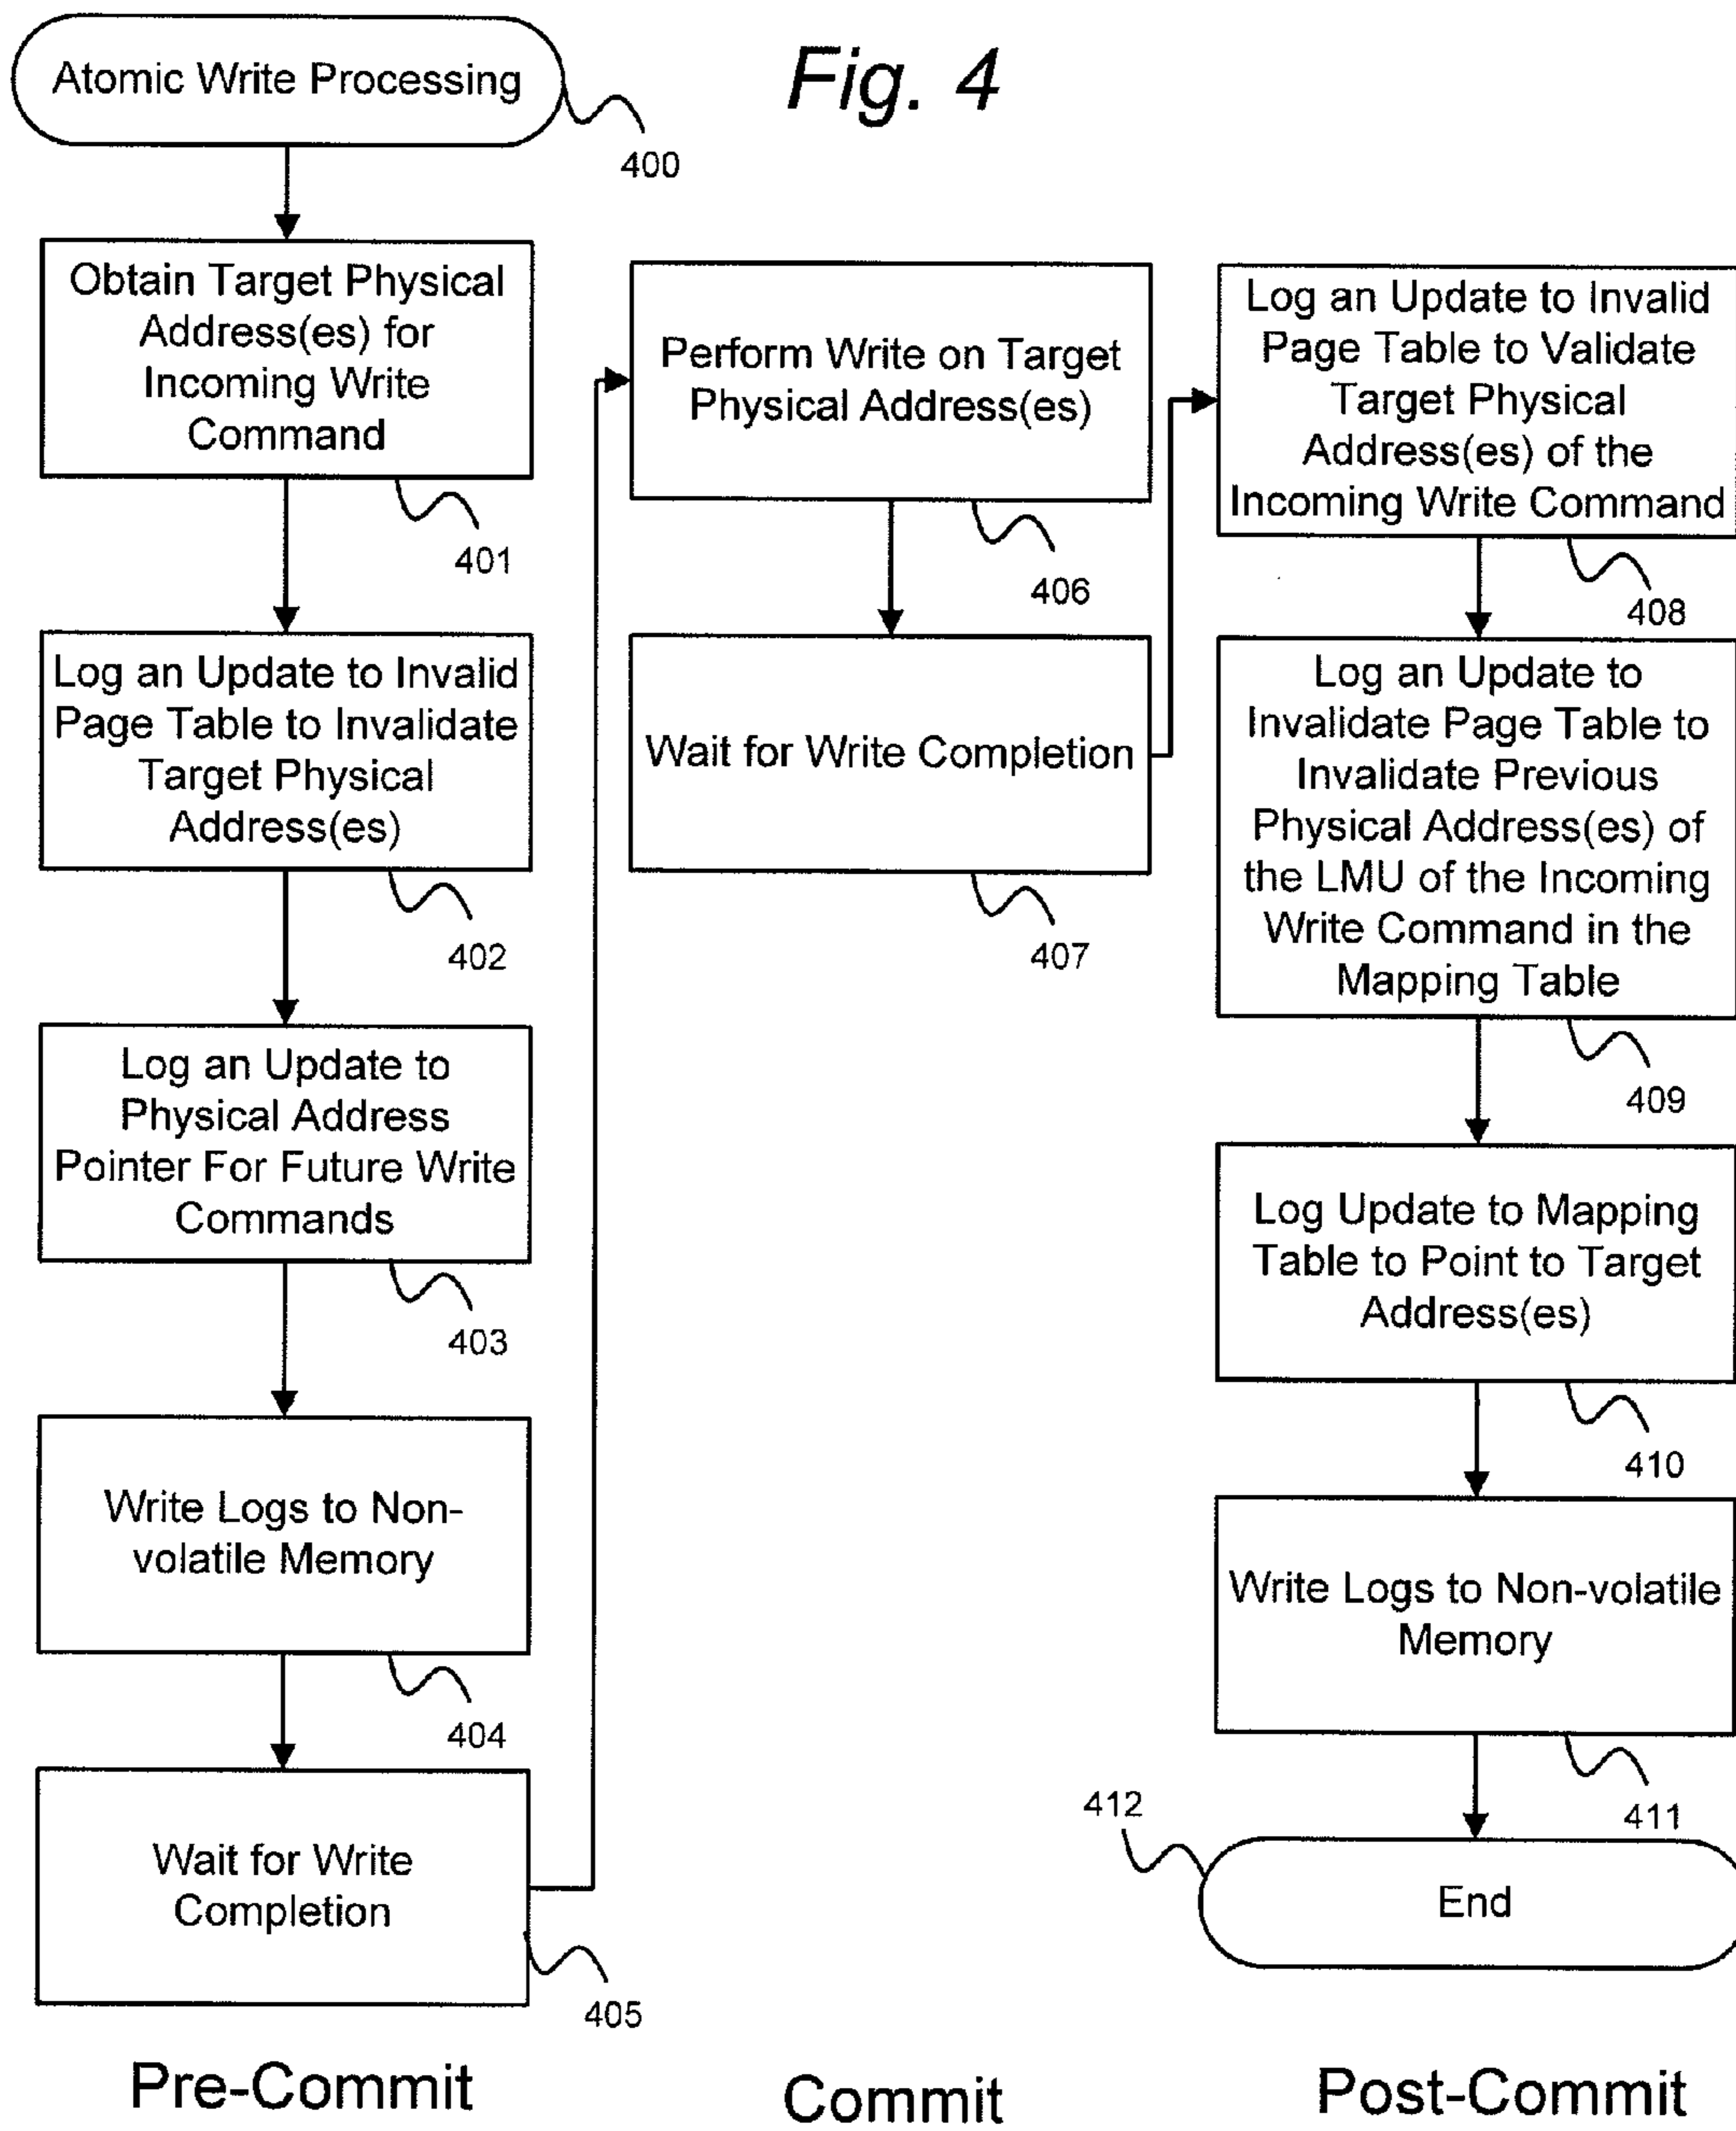 Fig. 4
Atomic Write Processing
400
Obtain Target Physical
Address(es) for
Incoming Write
Command
401
Log an Update to Invalid
Page Table to Invalidate
Target Physical
Address(es)
402
Log an Update to
Physical Address
Pointer For Future Write
Commands
403
Write Logs to Non-
volatile Memory
404
Wait for Write
Completion
405
Pre-Commit
Perform Write on Target
Physical Address(es)
406
Wait for Write Completion
407
Commit
Log an Update to Invalid
Page Table to Validate
Target Physical
Address(es) of the
Incoming Write Command
408
Log an Update to
Invalidate Page Table to
Invalidate Previous
Physical Address(es) of
the LMU of the Incoming
Write Command in the
Mapping Table
409
Log Update to Mapping
Table to Point to Target
Address(es)
410
Write Logs to Non-volatile
Memory
411
412
End
Post-Commit